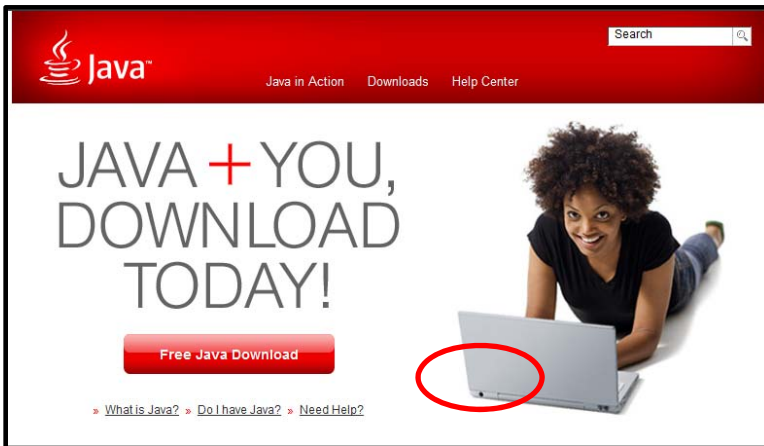 Search
Java™
Java in Action Downloads Help Center
JAVA + YOU,
DOWNLOAD
TODAY!
Free Java Download
» What is Java? » Do I have Java? » Need Help?